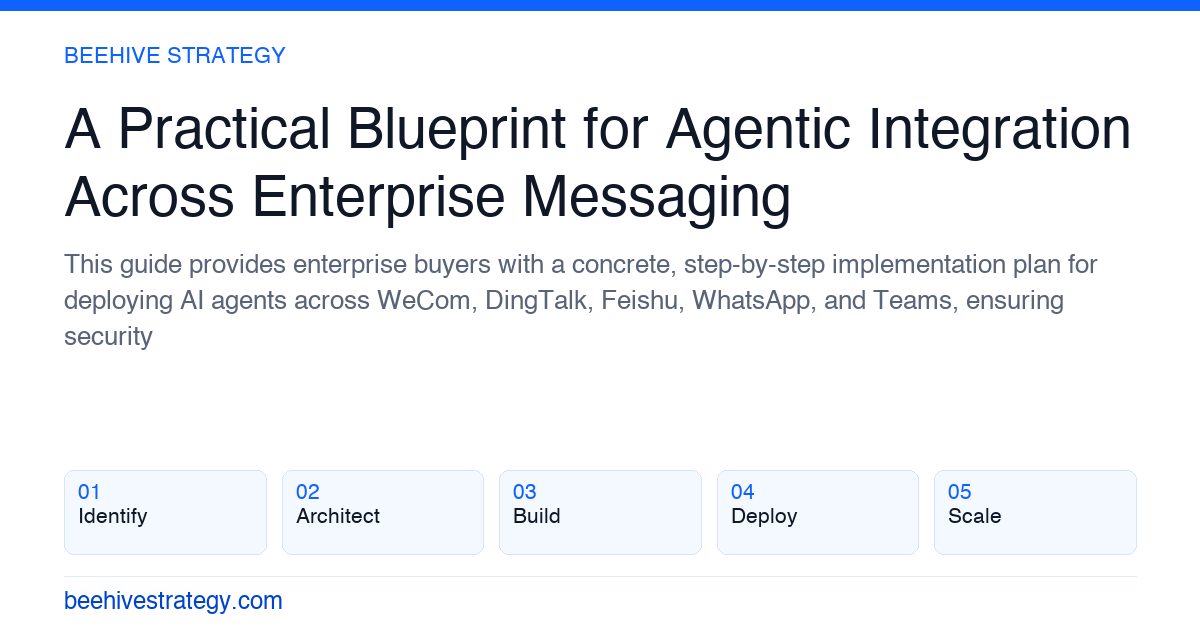 BEEHIVE STRATEGY
A Practical Blueprint for Agentic Integration
Across Enterprise Messaging
This guide provides enterprise buyers with a concrete, step-by-step implementation plan for
deploying AI agents across WeCom, DingTalk, Feishu, WhatsApp, and Teams, ensuring
security
01
Identify
02
Architect
03
Build
04
Deploy
05
Scale
beehivestrategy.com